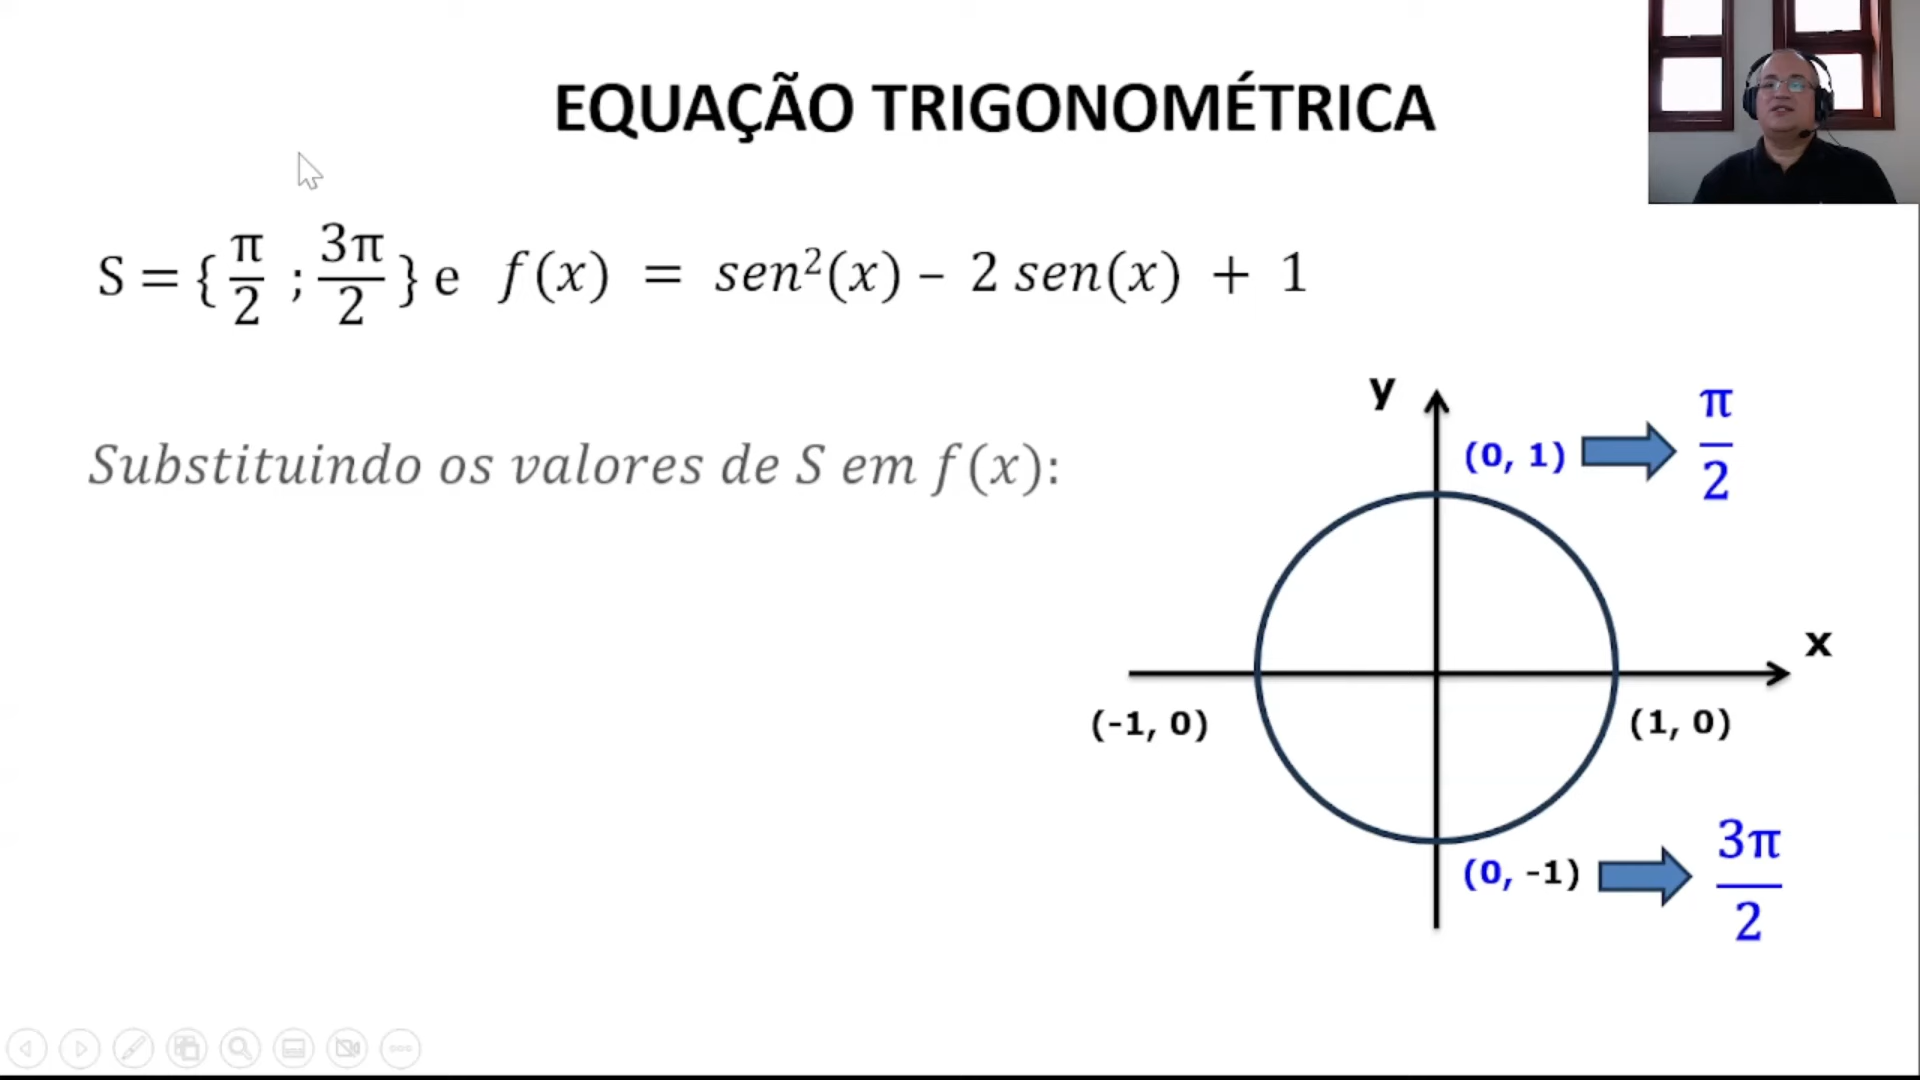 EQUAÇÃO TRIGONOMÉTRICA
S = {π/2 ; 3π/2} e f(x) = sen²(x) – 2 sen(x) + 1
Substituindo os valores de S em f(x):
y
(0, 1) π/2
x
(-1, 0) (1, 0)
(0, -1) 3π/2